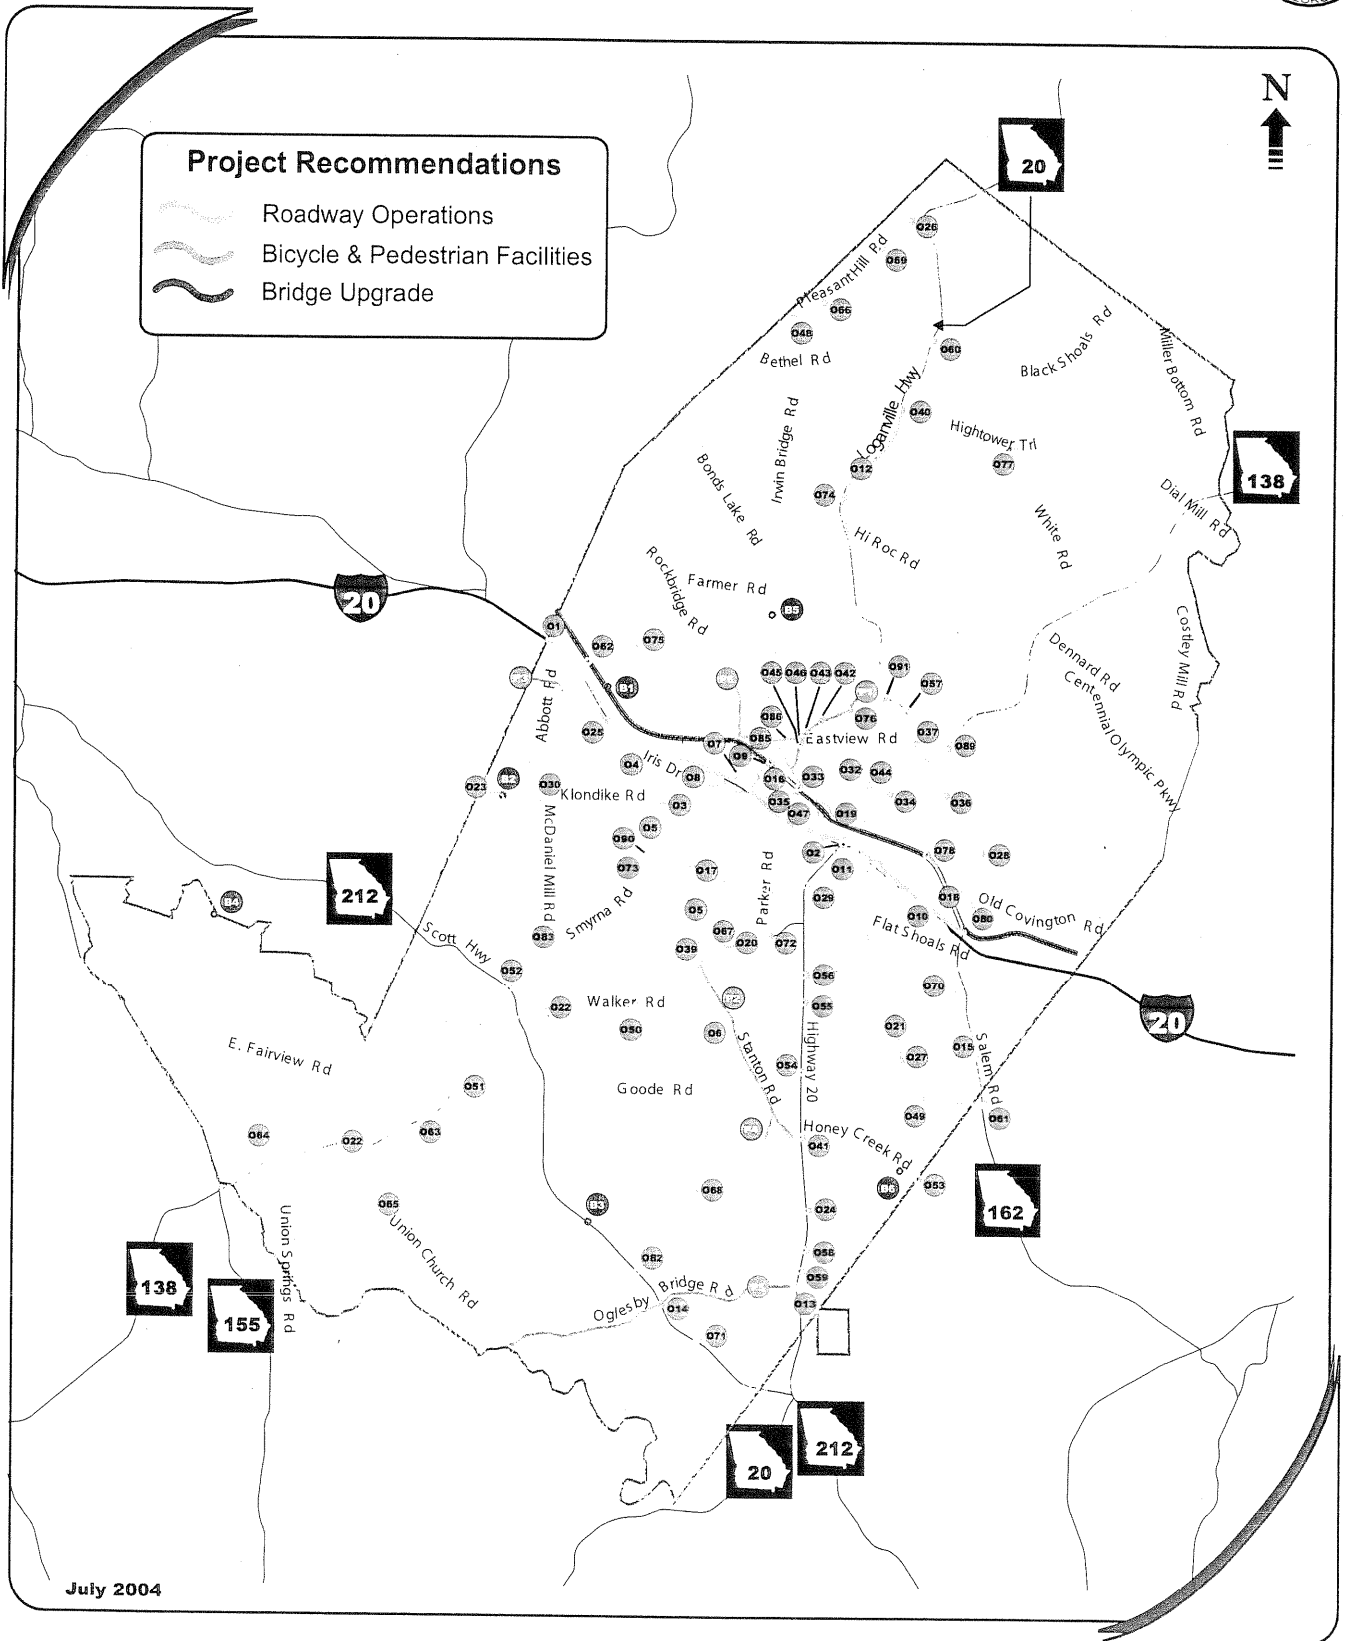 N
20
Project Recommendations
Roadway Operations
Bicycle & Pedestrian Facilities
Bridge Upgrade
O26
Pleasant Hill Rd
O69
O66
O48
Bethel Rd
O60
Black Shoals Rd
Miller Bottom Rd
Loganville Hwy
O40
Irwin Bridge Rd
Hightower Trl
O12
O77
138
Bonds Lake Rd
O74
Dial Mill Rd
White Rd
Hi Roc Rd
Rockbridge Rd
Farmer Rd
20
B5
O1
O62
O75
Costley Mill Rd
Dennard Rd
Centennial Olympic Pkwy
O45
O46
O43
O42
O91
O57
Abbott Rd
B1
O86
O76
O25
O7
O85
Eastview Rd
O37
O89
O9
O4
Iris Dr
O8
O16
O33
O32
O44
O23
B2
O30
Klondike Rd
O3
O35
O47
O19
O34
O36
McDaniel Mill Rd
O5
O90
O2
O78
O28
O73
O17
Parker Rd
O11
212
B4
O29
O18
Old Covington Rd
Smyrna Rd
O5
O10
O80
Flat Shoals Rd
Scott Hwy
O83
O67
O20
O72
O39
O52
O56
O70
O22
Walker Rd
O55
20
O50
O6
Highway 20
O21
O15
Salem Rd
E. Fairview Rd
Stanton Rd
O54
O27
O51
Goode Rd
O49
O61
O64
O22
O63
Honey Creek Rd
O41
O65
Union Church Rd
O68
B6
O53
162
B3
O24
Union Springs Rd
O82
O58
138
155
O59
Oglesby Bridge Rd
O14
O13
O71
20
212
July 2004